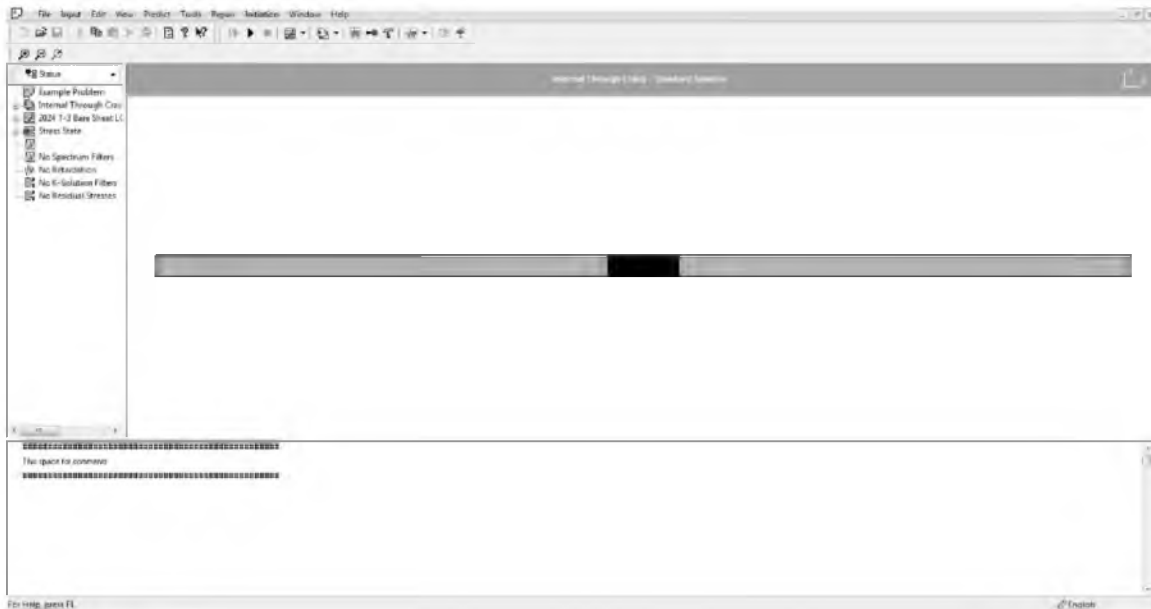 File Input Edit View Predict Tools Repair Initiation Window Help
Status
Internal Through Crack - Standard Solution
Example Problem
Internal Through Crac
2024 T-3 Bare Sheet L(
Stress State
No Spectrum Filters
No Retardation
No K-Solution Filters
No Residual Stresses
This space for comments
For Help, press F1
English